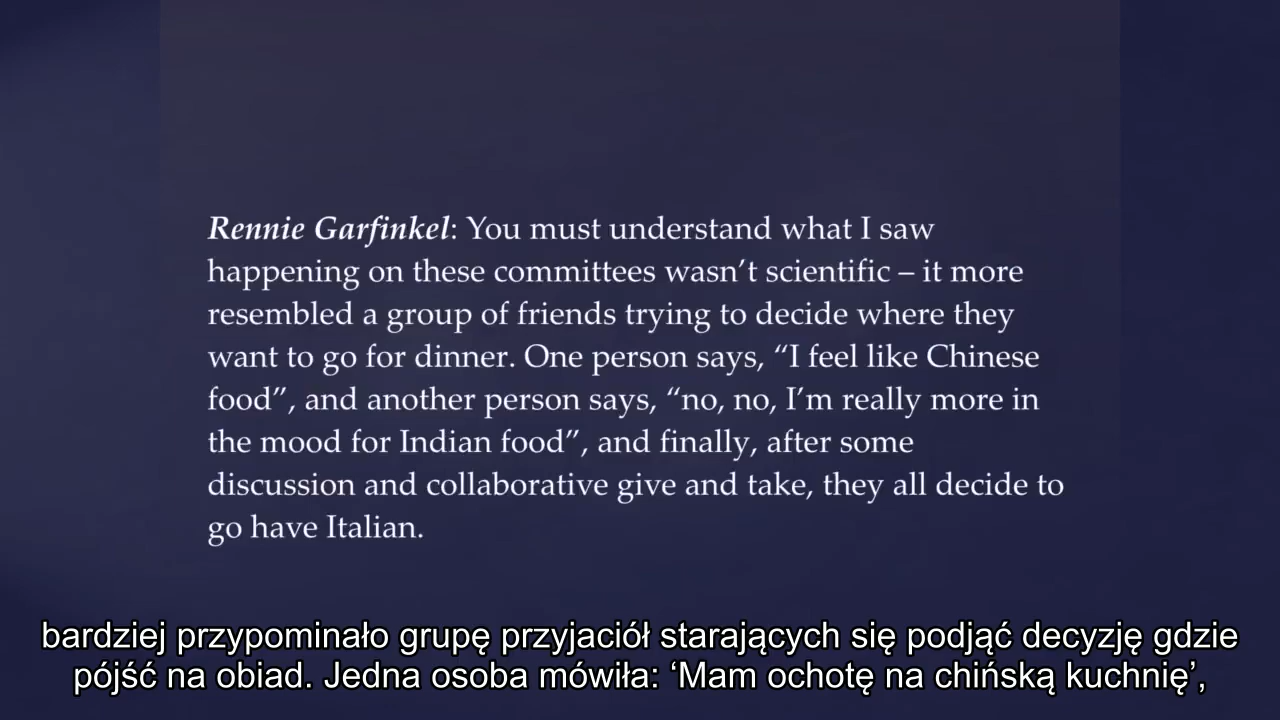 Rennie Garfinkel: You must understand what I saw
happening on these committees wasn’t scientific – it more
resembled a group of friends trying to decide where they
want to go for dinner. One person says, “I feel like Chinese
food”, and another person says, “no, no, I’m really more in
the mood for Indian food”, and finally, after some
discussion and collaborative give and take, they all decide to
go have Italian.
bardziej przypominało grupę przyjaciół starających się podjąć decyzję gdzie
pójść na obiad. Jedna osoba mówiła: ‘Mam ochotę na chińską kuchnię’,